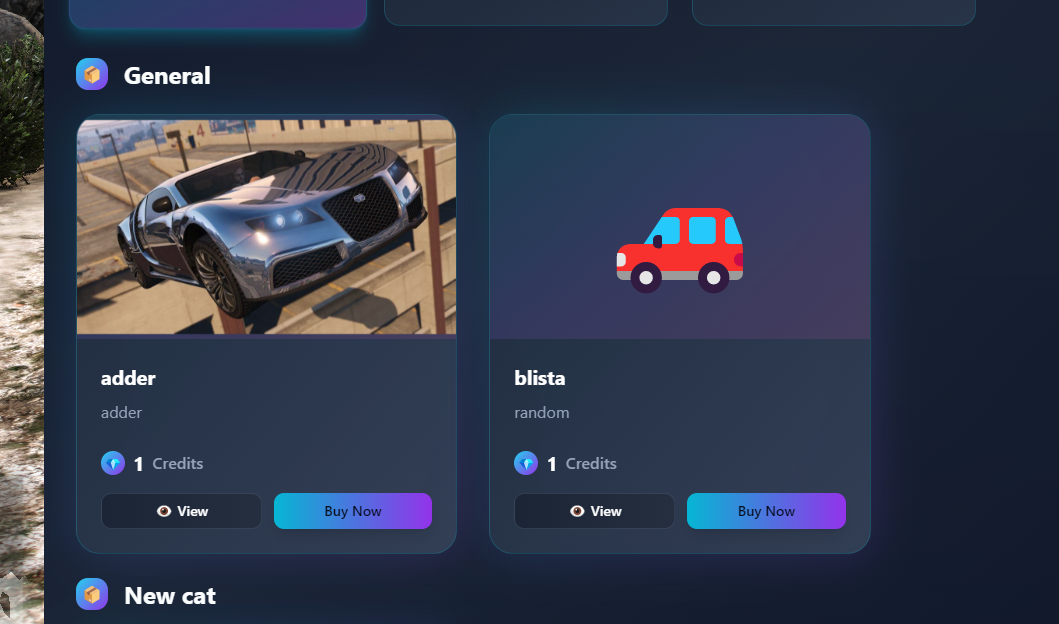 General
adder
adder
1 Credits
View
Buy Now
blista
random
1 Credits
View
Buy Now
New cat